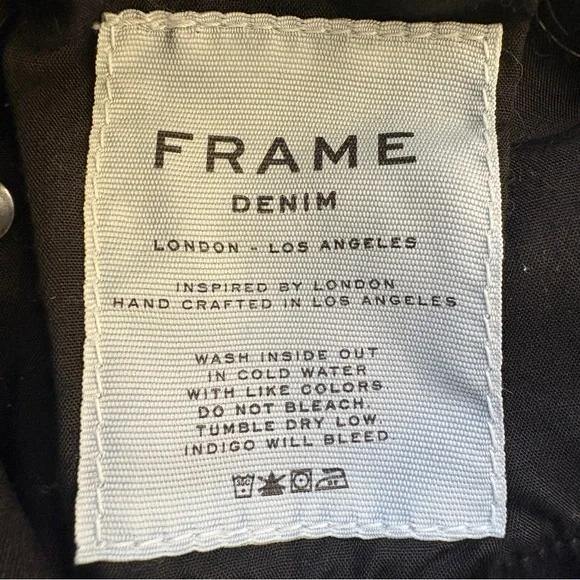 FRAME
DENIM
LONDON - LOS ANGELES
INSPIRED BY LONDON
HAND CRAFTED IN LOS ANGELES
WASH INSIDE OUT
IN COLD WATER
WITH LIKE COLORS
DO NOT BLEACH,
TUMBLE DRY LOW,
INDIGO WILL BLEED.